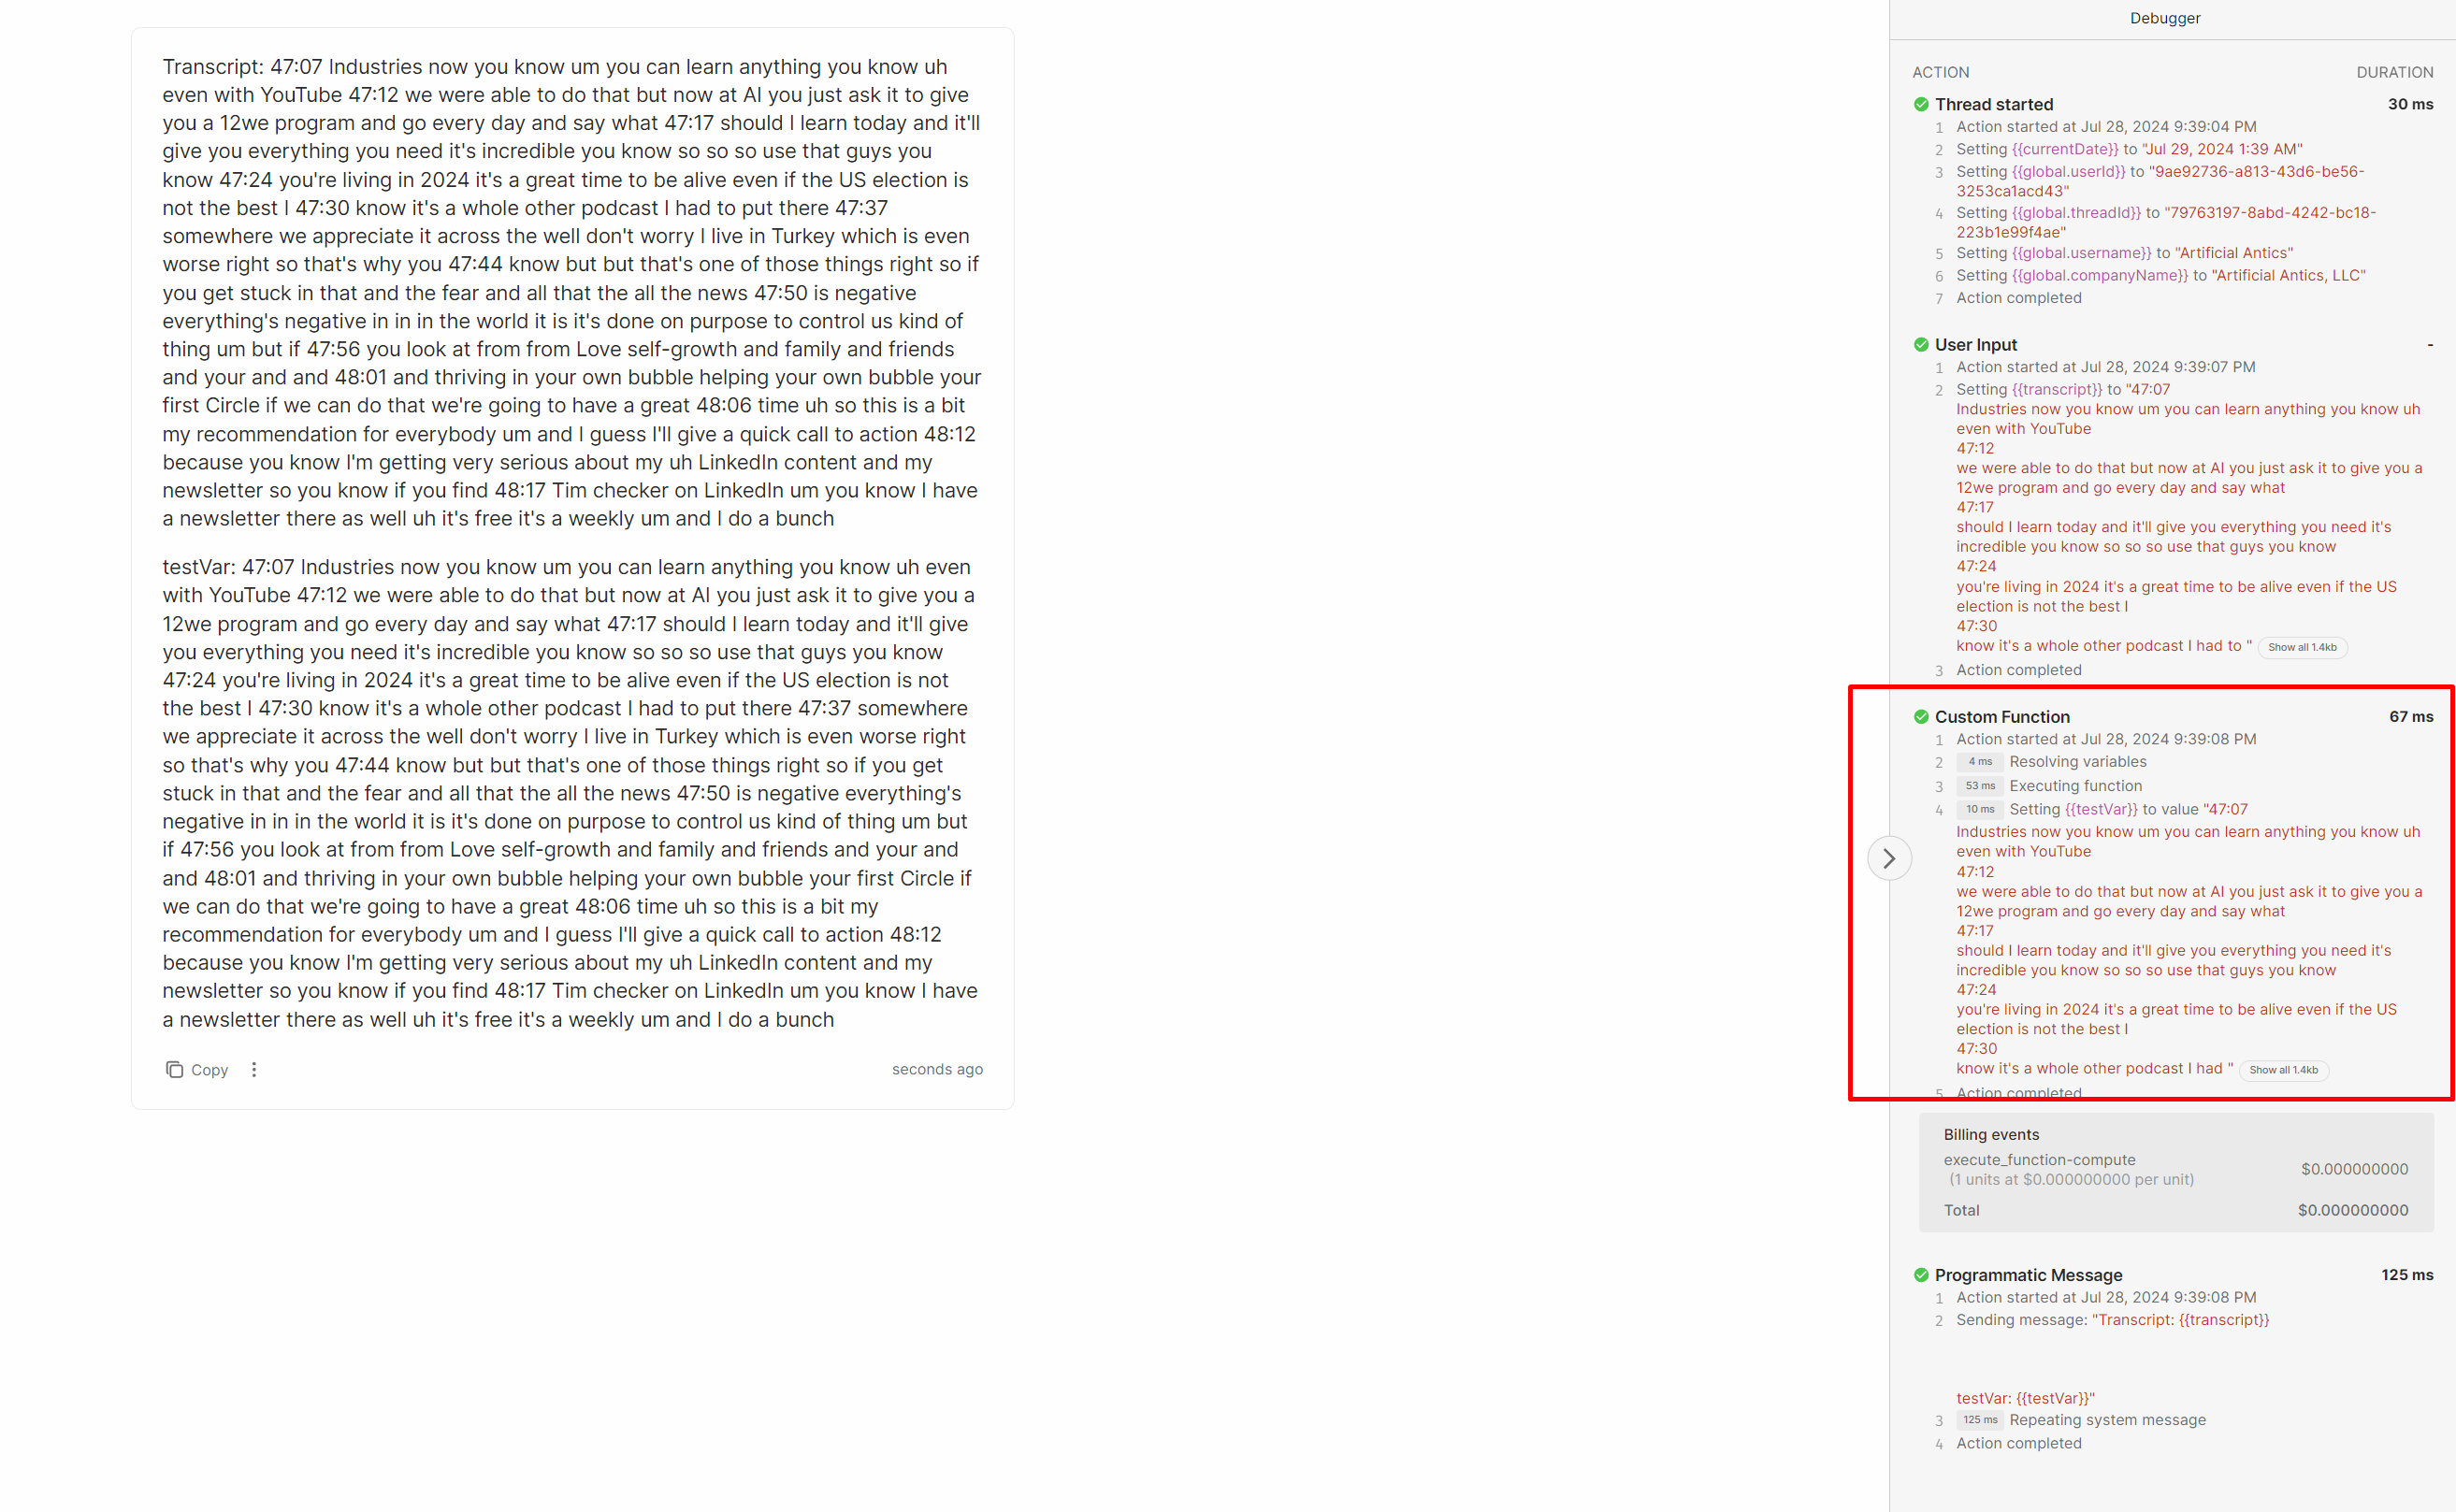 Transcript: 47:07 Industries now you know um you can learn anything you know uh
even with YouTube 47:12 we were able to do that but now at AI you just ask it to give
you a 12we program and go every day and say what 47:17 should I learn today and it'll
give you everything you need it's incredible you know so so so use that guys you
know 47:24 you're living in 2024 it's a great time to be alive even if the US election is
not the best I 47:30 know it's a whole other podcast I had to put there 47:37
somewhere we appreciate it across the well don't worry I live in Turkey which is even
worse right so that's why you 47:44 know but but that's one of those things right so if
you get stuck in that and the fear and all that the all the news 47:50 is negative
everything's negative in in in the world it is it's done on purpose to control us kind of
thing um but if 47:56 you look at from from Love self-growth and family and friends
and your and and 48:01 and thriving in your own bubble helping your own bubble your
first Circle if we can do that we're going to have a great 48:06 time uh so this is a bit
my recommendation for everybody um and I guess I'll give a quick call to action 48:12
because you know I'm getting very serious about my uh LinkedIn content and my
newsletter so you know if you find 48:17 Tim checker on LinkedIn um you know I have
a newsletter there as well uh it's free it's a weekly um and I do a bunch
testVar: 47:07 Industries now you know um you can learn anything you know uh even
with YouTube 47:12 we were able to do that but now at AI you just ask it to give you a
12we program and go every day and say what 47:17 should I learn today and it'll give
you everything you need it's incredible you know so so so use that guys you know
47:24 you're living in 2024 it's a great time to be alive even if the US election is not
the best I 47:30 know it's a whole other podcast I had to put there 47:37 somewhere
we appreciate it across the well don't worry I live in Turkey which is even worse right
so that's why you 47:44 know but but that's one of those things right so if you get
stuck in that and the fear and all that the all the news 47:50 is negative everything's
negative in in in the world it is it's done on purpose to control us kind of thing um but
if 47:56 you look at from from Love self-growth and family and friends and your and
and 48:01 and thriving in your own bubble helping your own bubble your first Circle if
we can do that we're going to have a great 48:06 time uh so this is a bit my
recommendation for everybody um and I guess I'll give a quick call to action 48:12
because you know I'm getting very serious about my uh LinkedIn content and my
newsletter so you know if you find 48:17 Tim checker on LinkedIn um you know I have
a newsletter there as well uh it's free it's a weekly um and I do a bunch
Copy
seconds ago
Debugger
ACTION DURATION
Thread started 30 ms
1 Action started at Jul 28, 2024 9:39:04 PM
2 Setting {{currentDate}} to "Jul 29, 2024 1:39 AM"
3 Setting {{global.userId}} to "9ae92736-a813-43d6-be56-
3253ca1acd43"
4 Setting {{global.threadId}} to "79763197-8abd-4242-bc18-
223b1e99f4ae"
5 Setting {{global.username}} to "Artificial Antics"
6 Setting {{global.companyName}} to "Artificial Antics, LLC"
7 Action completed
User Input -
1 Action started at Jul 28, 2024 9:39:07 PM
2 Setting {{transcript}} to "47:07
Industries now you know um you can learn anything you know uh
even with YouTube
47:12
we were able to do that but now at AI you just ask it to give you a
12we program and go every day and say what
47:17
should I learn today and it'll give you everything you need it's
incredible you know so so so use that guys you know
47:24
you're living in 2024 it's a great time to be alive even if the US
election is not the best I
47:30
know it's a whole other podcast I had to " Show all 1.4kb
3 Action completed
Custom Function 67 ms
1 Action started at Jul 28, 2024 9:39:08 PM
2 4 ms Resolving variables
3 53 ms Executing function
4 10 ms Setting {{testVar}} to value "47:07
Industries now you know um you can learn anything you know uh
even with YouTube
47:12
we were able to do that but now at AI you just ask it to give you a
12we program and go every day and say what
47:17
should I learn today and it'll give you everything you need it's
incredible you know so so so use that guys you know
47:24
you're living in 2024 it's a great time to be alive even if the US
election is not the best I
47:30
know it's a whole other podcast I had " Show all 1.4kb
5 Action completed
Billing events
execute_function-compute
(1 units at $0.000000000 per unit) $0.000000000
Total $0.000000000
Programmatic Message 125 ms
1 Action started at Jul 28, 2024 9:39:08 PM
2 Sending message: "Transcript: {{transcript}}
testVar: {{testVar}}"
3 125 ms Repeating system message
4 Action completed